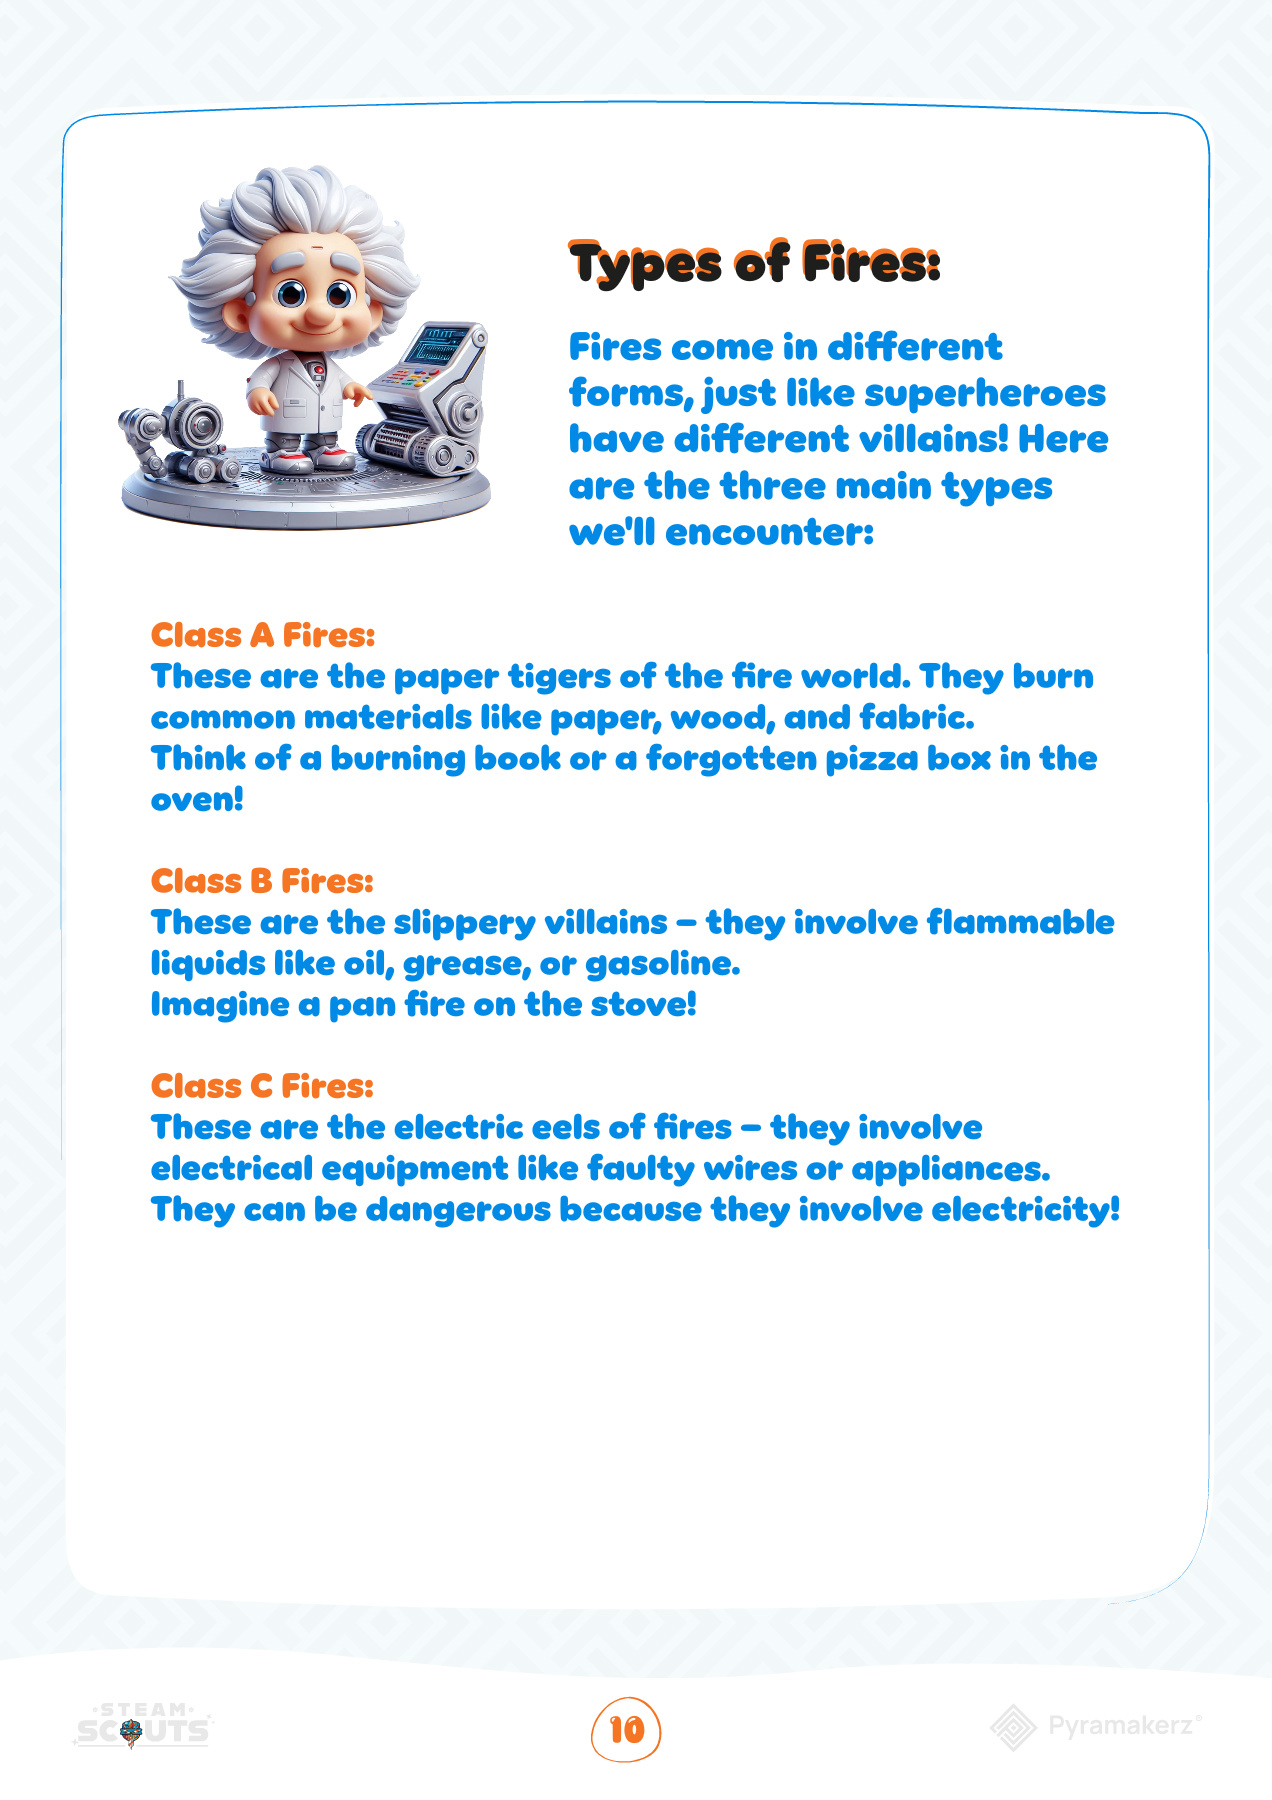 Types of Fires:
Fires come in different
forms, just like superheroes
have different villains! Here
are the three main types
we'll encounter:
Class A Fires:
These are the paper tigers of the fire world. They burn
common materials like paper, wood, and fabric.
Think of a burning book or a forgotten pizza box in the
oven!
Class B Fires:
These are the slippery villains – they involve flammable
liquids like oil, grease, or gasoline.
Imagine a pan fire on the stove!
Class C Fires:
These are the electric eels of fires – they involve
electrical equipment like faulty wires or appliances.
They can be dangerous because they involve electricity!
STEAM
SCOUTS
10
Pyramakerz